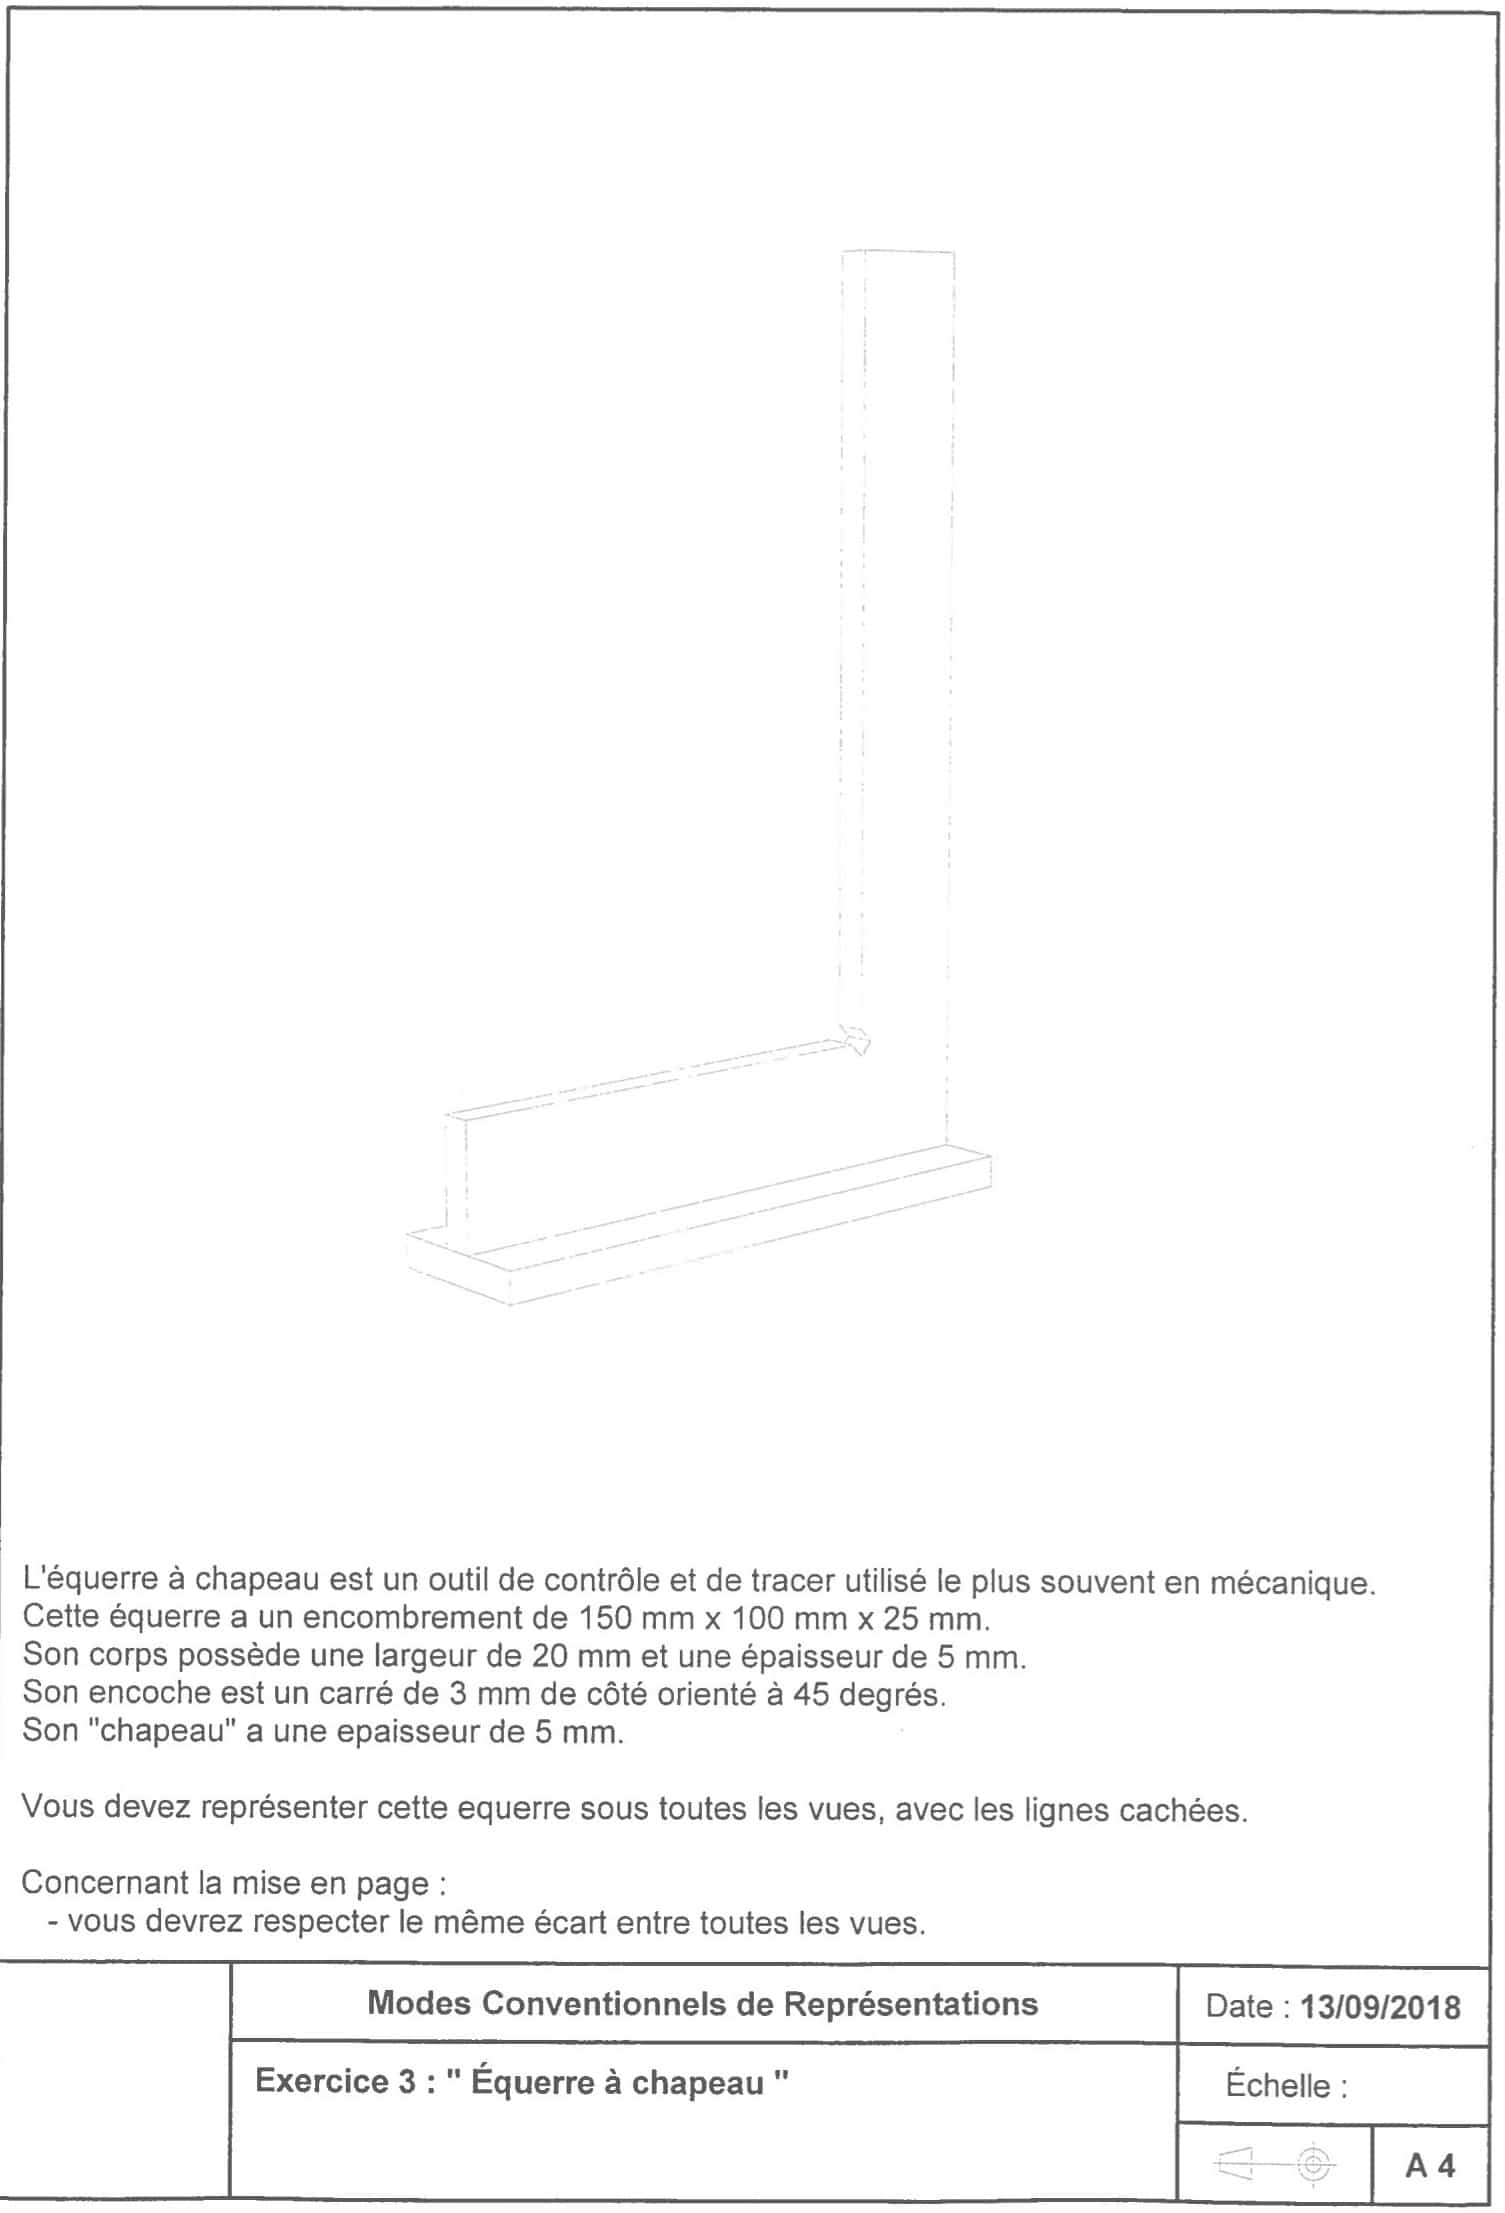 L'équerre à chapeau est un outil de contrôle et de tracer utilisé le plus souvent en mécanique.
Cette équerre a un encombrement de 150 mm x 100 mm x 25 mm.
Son corps possède une largeur de 20 mm et une épaisseur de 5 mm.
Son encoche est un carré de 3 mm de côté orienté à 45 degrés.
Son "chapeau" a une epaisseur de 5 mm.
Vous devez représenter cette equerre sous toutes les vues, avec les lignes cachées.
Concernant la mise en page :
- vous devrez respecter le même écart entre toutes les vues.
Modes Conventionnels de Représentations
Date : 13/09/2018
Exercice 3 : " Équerre à chapeau "
Échelle :
A 4